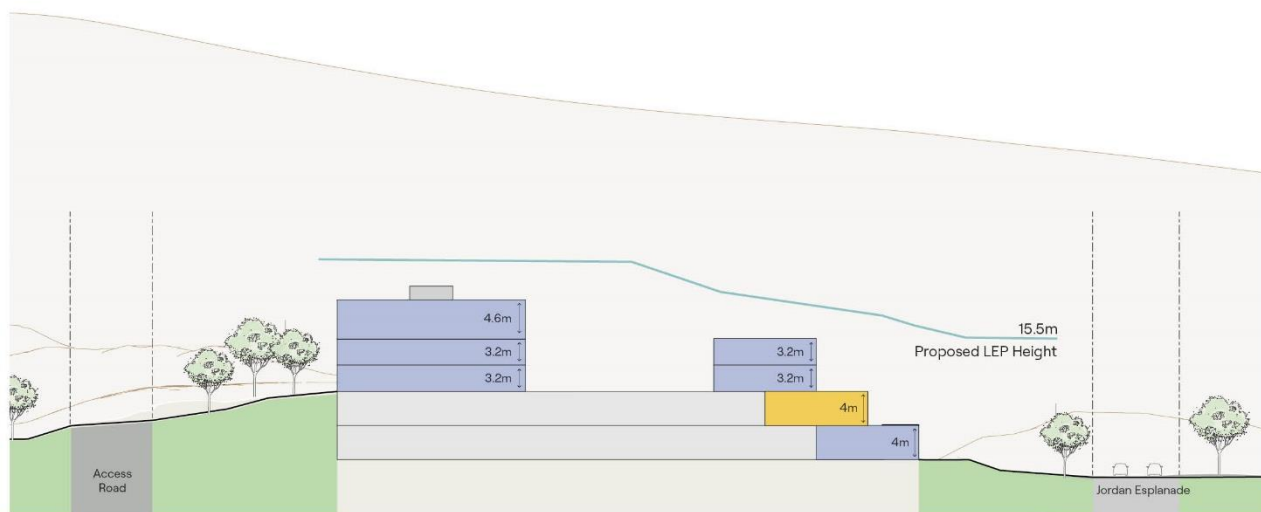 15.5m
Proposed LEP Height
4.6m
3.2m
3.2m
3.2m
3.2m
4m
4m
Access
Road
Jordan Esplanade